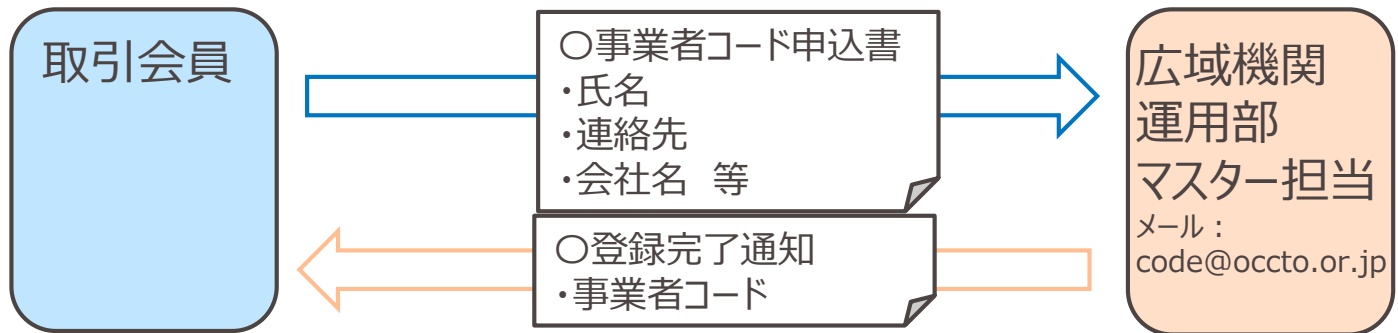 取引会員
〇事業者コード申込書
・氏名
・連絡先
・会社名　等
〇登録完了通知
・事業者コード
広域機関
運用部
マスター担当
メール：
code@occto.or.jp